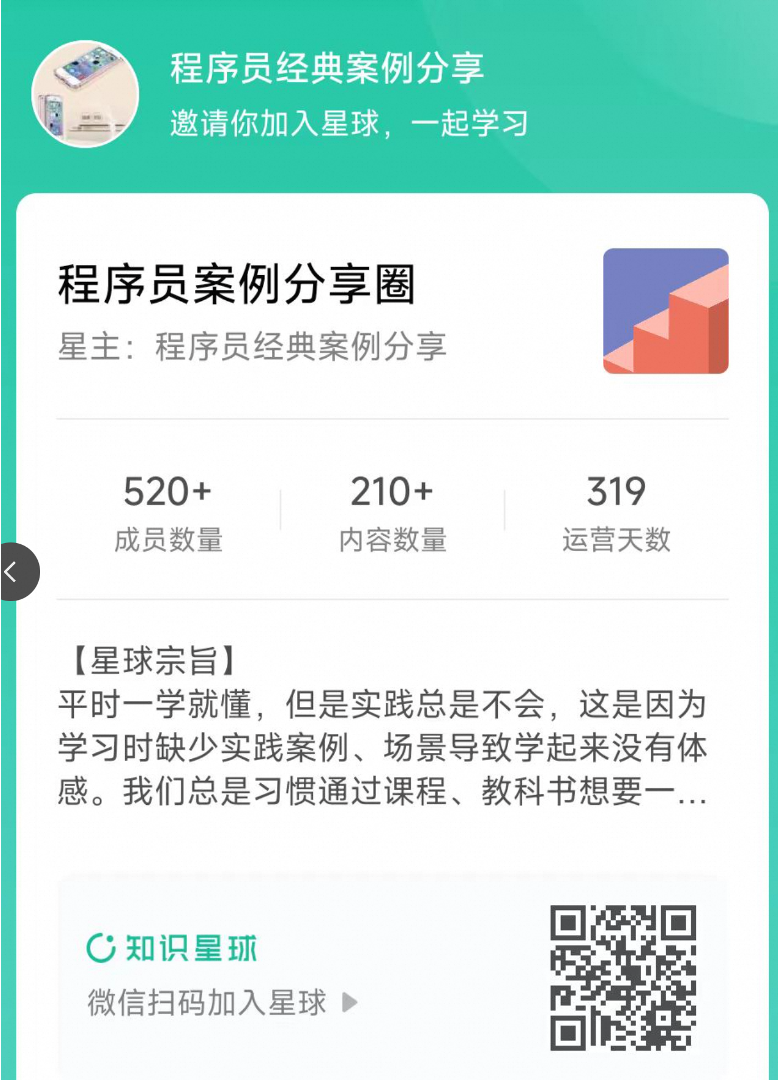 程序员经典案例分享
邀请你加入星球，一起学习
程序员案例分享圈
星主：程序员经典案例分享
520+
210+
319
成员数量
内容数量
运营天数
【星球宗旨】
平时一学就懂，但是实践总是不会，这是因为
学习时缺少实践案例、场景导致学起来没有体
感。我们总是习惯通过课程、教科书想要一...
知识星球
微信扫码加入星球